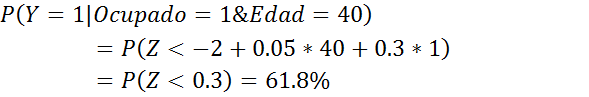 P(Y = 1|Ocupado = 1&Edad = 40)
= P(Z < −2 + 0.05 * 40 + 0.3 * 1)
= P(Z < 0.3) = 61.8%